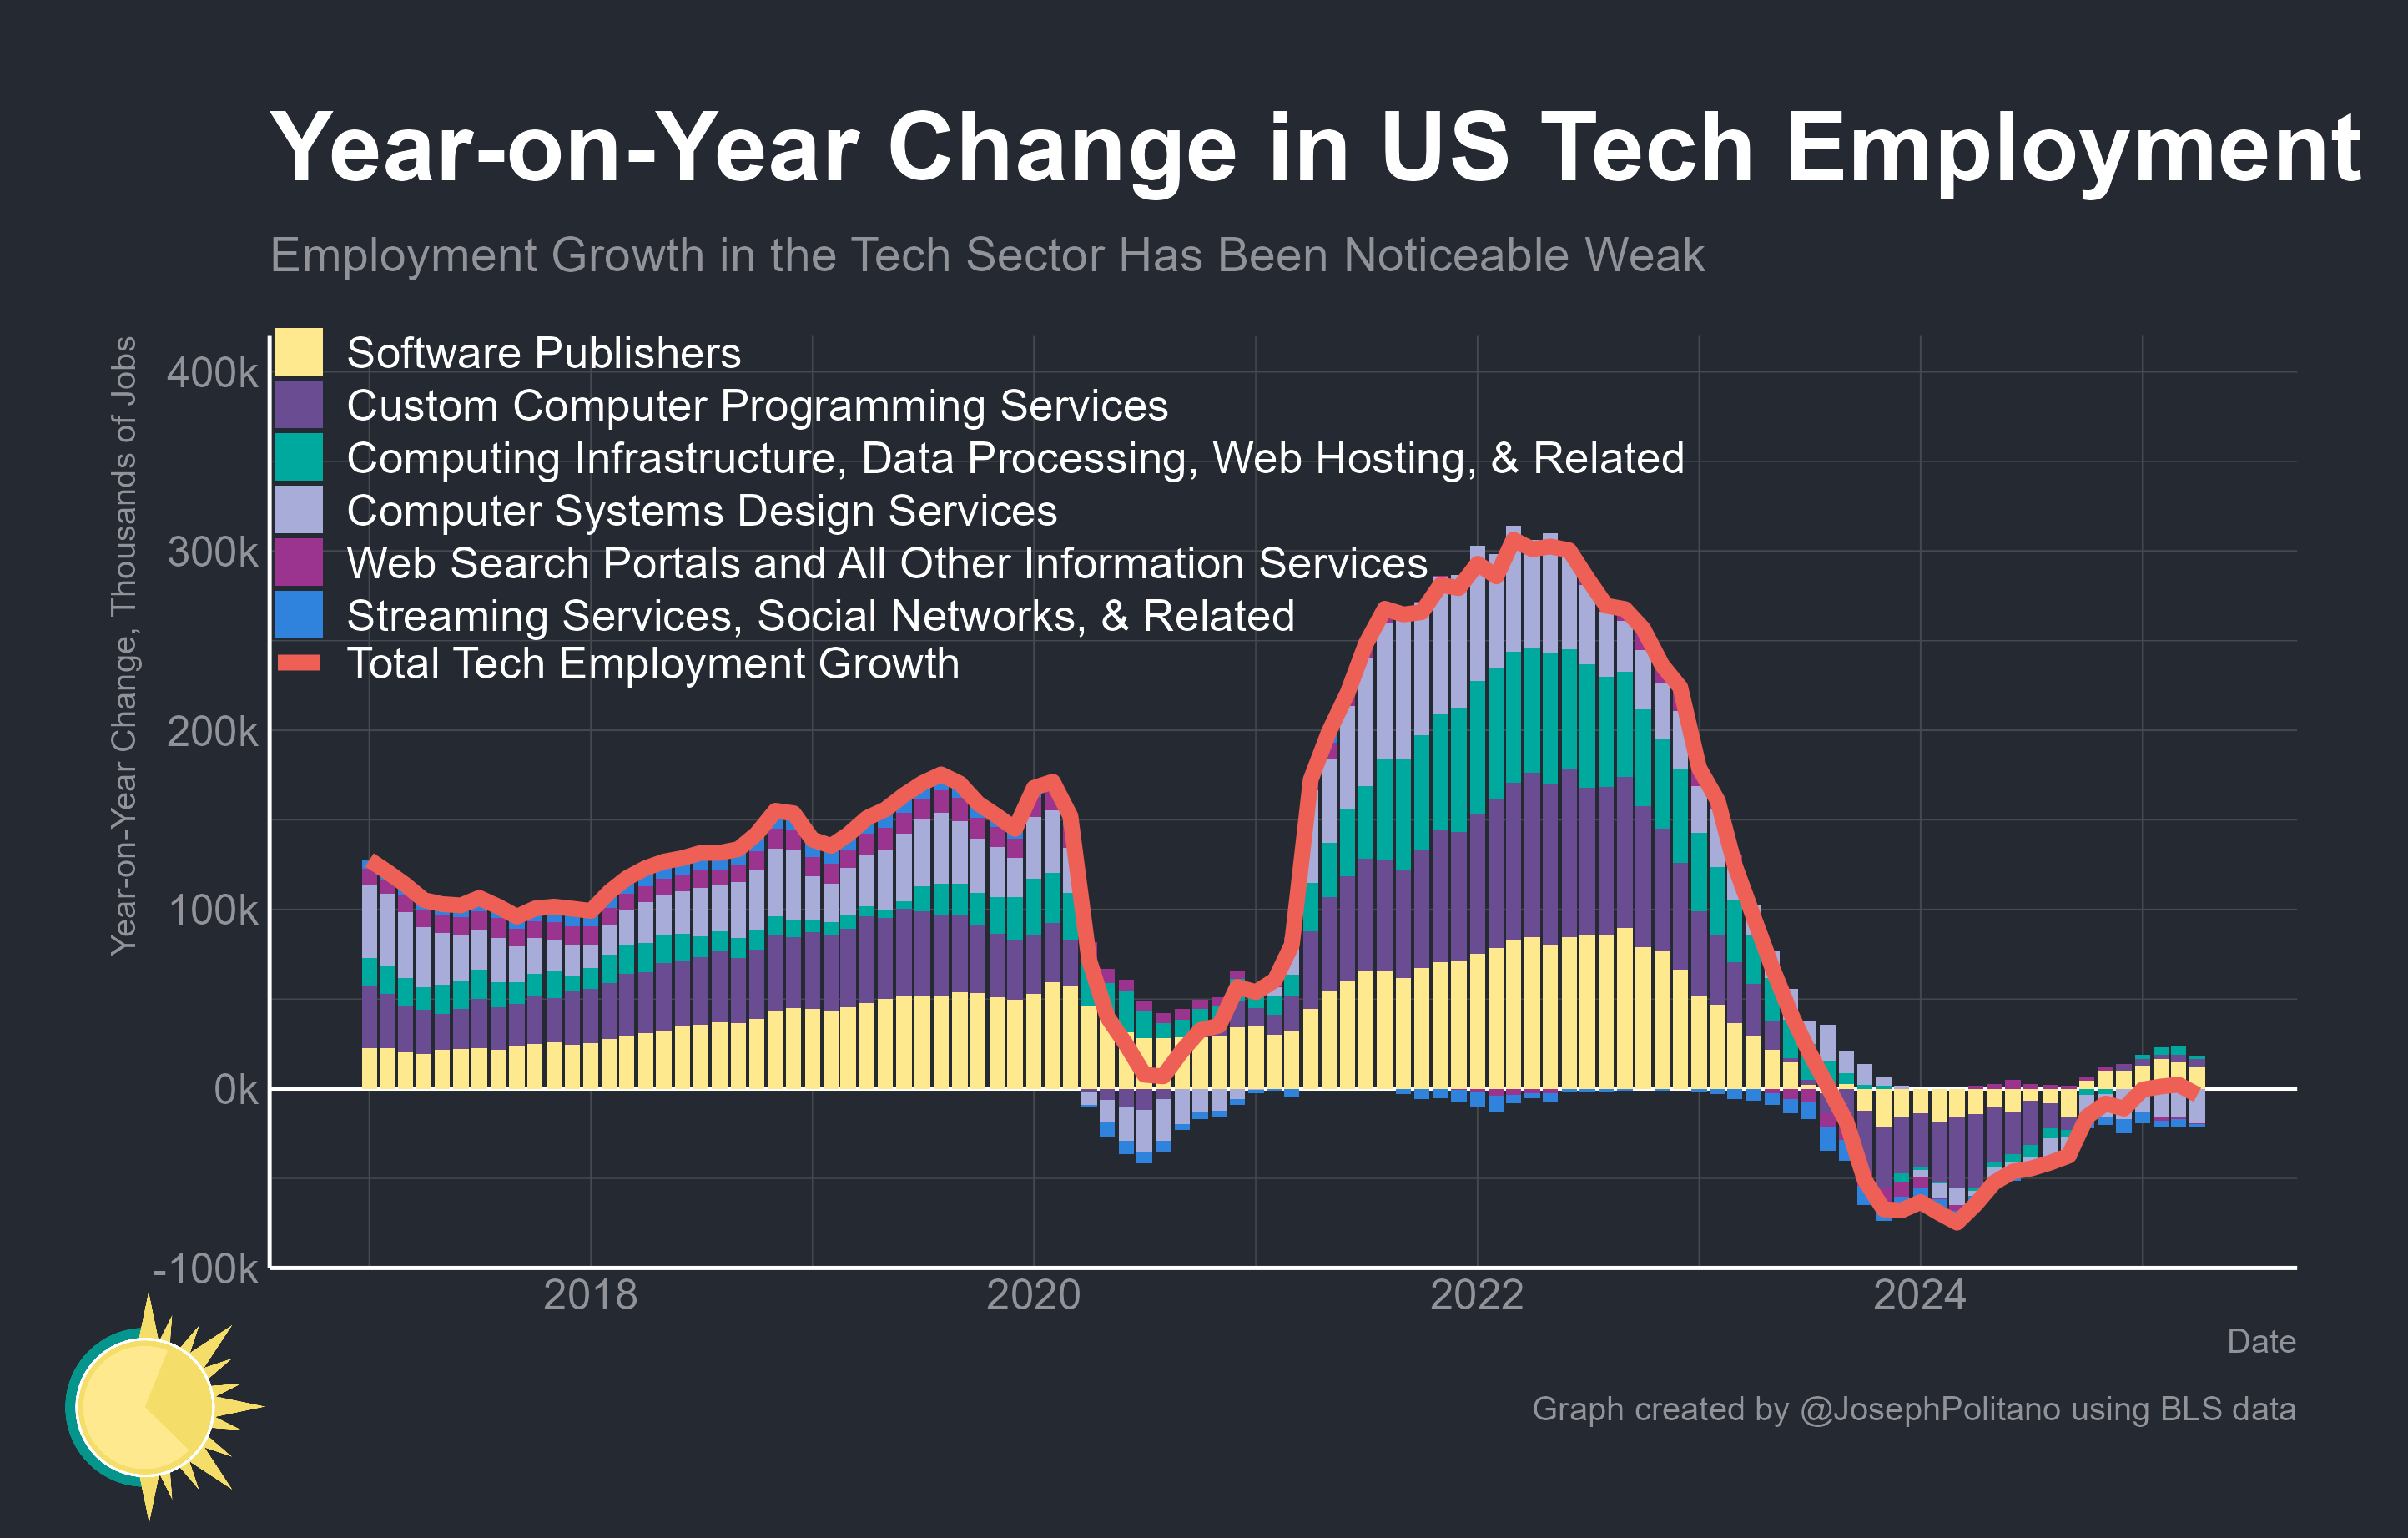 Year-on-Year Change in US Tech Employment
Employment Growth in the Tech Sector Has Been Noticeable Weak
Year-on-Year Change, Thousands of Jobs
400k
300k
200k
100k
0k
-100k
Software Publishers
Custom Computer Programming Services
Computing Infrastructure, Data Processing, Web Hosting, & Related
Computer Systems Design Services
Web Search Portals and All Other Information Services
Streaming Services, Social Networks, & Related
Total Tech Employment Growth
2018 2020 2022 2024
Date
Graph created by @JosephPolitano using BLS data